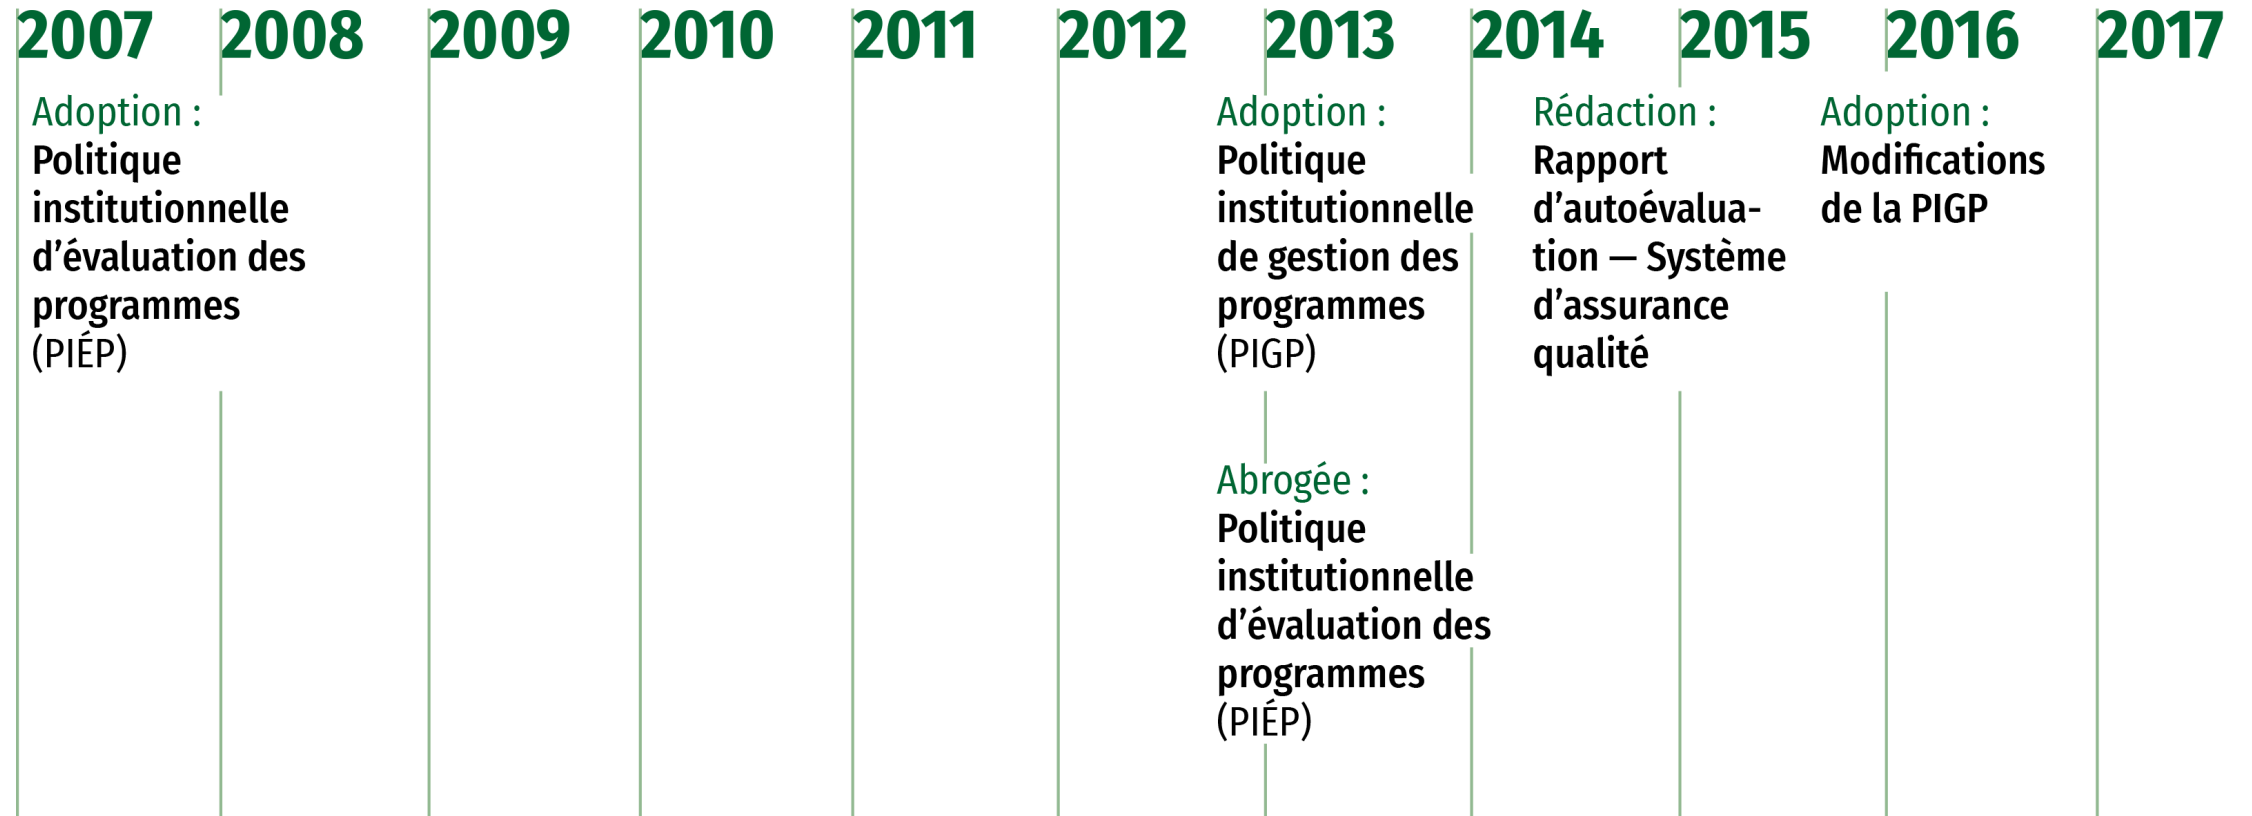 2007 2008 2009 2010 2011 2012 2013 2014 2015 2016 2017
Adoption :
Politique
institutionnelle
d’évaluation des
programmes
(PIÉP)
Adoption :
Politique
institutionnelle
de gestion des
programmes
(PIGP)
Abrogée :
Politique
institutionnelle
d’évaluation des
programmes
(PIÉP)
Rédaction :
Rapport
d’autoévalua-
tion — Système
d’assurance
qualité
Adoption :
Modifications
de la PIGP